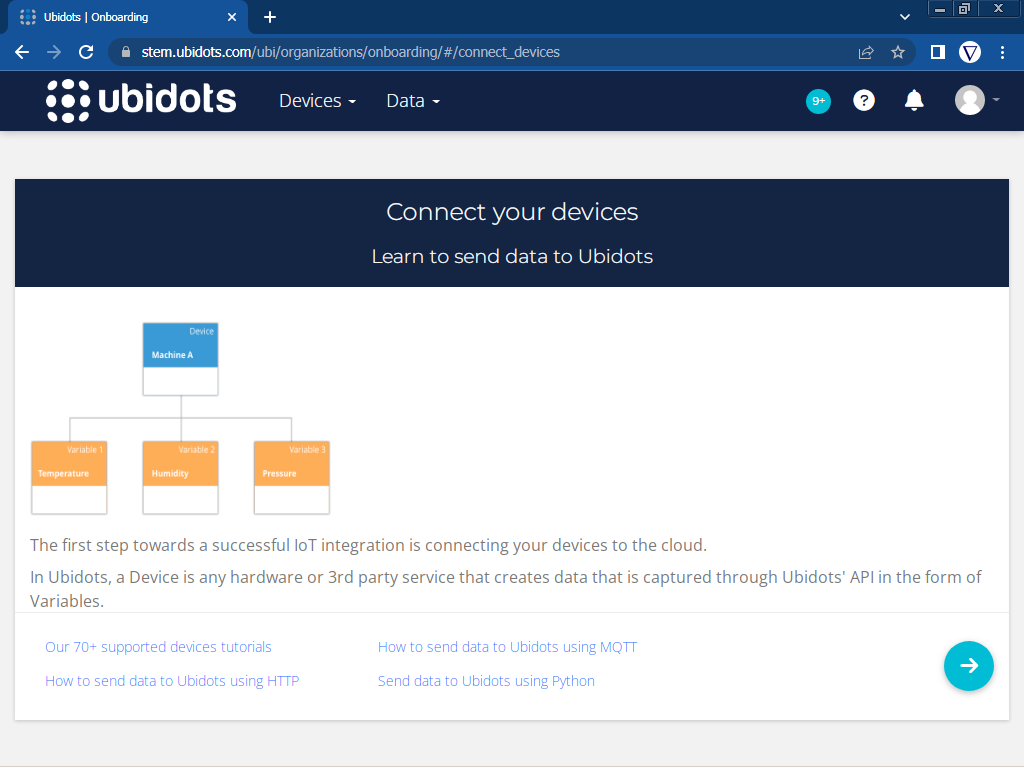 Ubidots | Onboarding
stem.ubidots.com/ubi/organizations/onboarding/#/connect_devices
ubidots
Devices
Data
9+
?
Connect your devices
Learn to send data to Ubidots
Device
Machine A
Variable 1
Temperature
Variable 2
Humidity
Variable 3
Pressure
The first step towards a successful IoT integration is connecting your devices to the cloud.
In Ubidots, a Device is any hardware or 3rd party service that creates data that is captured through Ubidots' API in the form of
Variables.
Our 70+ supported devices tutorials
How to send data to Ubidots using MQTT
How to send data to Ubidots using HTTP
Send data to Ubidots using Python